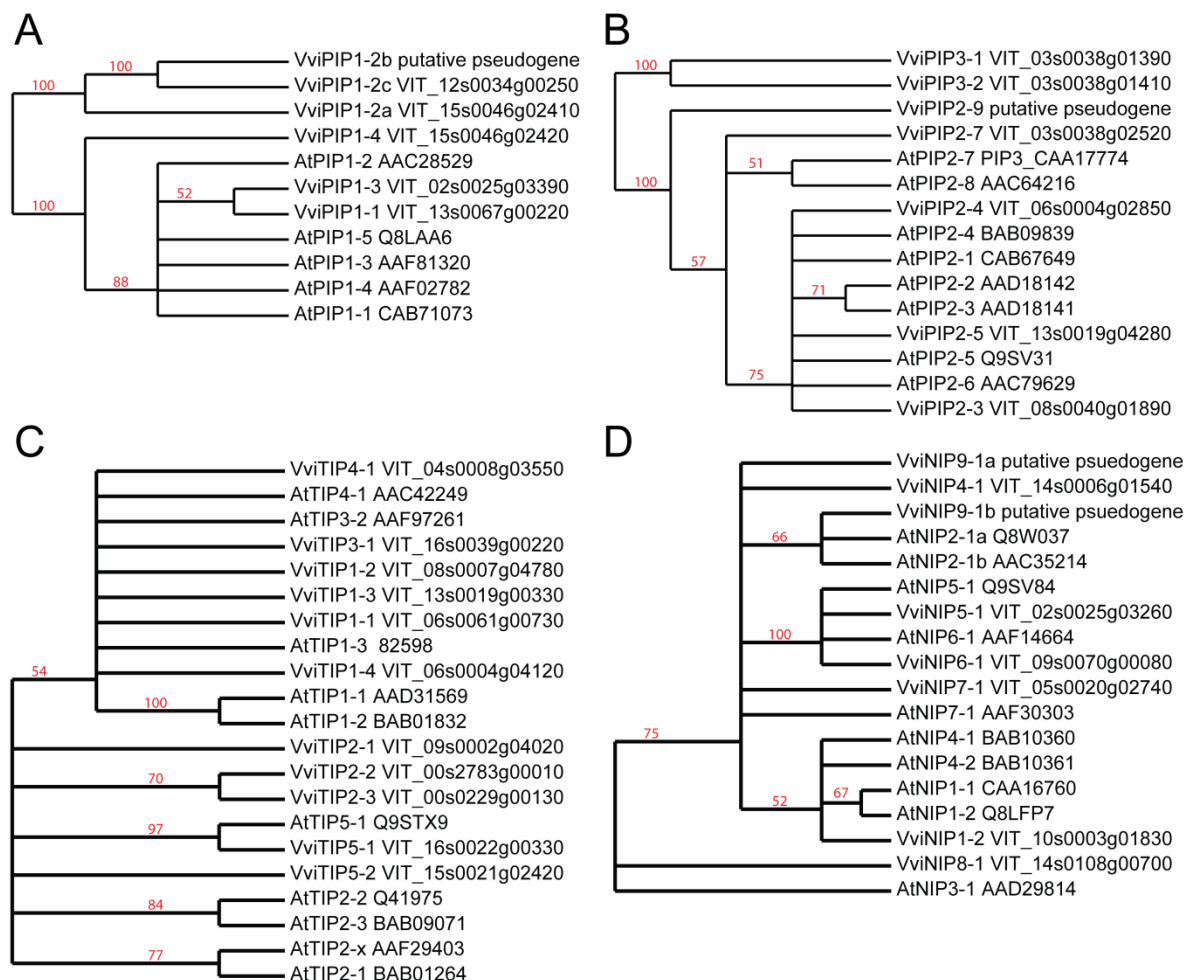 A
VviPIP1-2b putative pseudogene
100
VviPIP1-2c VIT_12s0034g00250
100
VviPIP1-2a VIT_15s0046g02410
VviPIP1-4 VIT_15s0046g02420
AtPIP1-2 AAC28529
52
VviPIP1-3 VIT_02s0025g03390
100
VviPIP1-1 VIT_13s0067g00220
AtPIP1-5 Q8LAA6
AtPIP1-3 AAF81320
88
AtPIP1-4 AAF02782
AtPIP1-1 CAB71073
B
VviPIP3-1 VIT_03s0038g01390
100
VviPIP3-2 VIT_03s0038g01410
VviPIP2-9 putative pseudogene
VviPIP2-7 VIT_03s0038g02520
51
AtPIP2-7 PIP3_CAA17774
100
AtPIP2-8 AAC64216
VviPIP2-4 VIT_06s0004g02850
AtPIP2-4 BAB09839
57
AtPIP2-1 CAB67649
AtPIP2-2 AAD18142
71
AtPIP2-3 AAD18141
VviPIP2-5 VIT_13s0019g04280
AtPIP2-5 Q9SV31
75
AtPIP2-6 AAC79629
VviPIP2-3 VIT_08s0040g01890
C
VviTIP4-1 VIT_04s0008g03550
AtTIP4-1 AAC42249
AtTIP3-2 AAF97261
VviTIP3-1 VIT_16s0039g00220
VviTIP1-2 VIT_08s0007g04780
VviTIP1-3 VIT_13s0019g00330
VviTIP1-1 VIT_06s0061g00730
AtTIP1-3 82598
54
VviTIP1-4 VIT_06s0004g04120
AtTIP1-1 AAD31569
100
AtTIP1-2 BAB01832
VviTIP2-1 VIT_09s0002g04020
VviTIP2-2 VIT_00s2783g00010
70
VviTIP2-3 VIT_00s0229g00130
AtTIP5-1 Q9STX9
97
VviTIP5-1 VIT_16s0022g00330
VviTIP5-2 VIT_15s0021g02420
AtTIP2-2 Q41975
84
AtTIP2-3 BAB09071
AtTIP2-x AAF29403
77
AtTIP2-1 BAB01264
D
VviNIP9-1a putative psuedogene
VviNIP4-1 VIT_14s0006g01540
VviNIP9-1b putative psuedogene
66
AtNIP2-1a Q8W037
AtNIP2-1b AAC35214
AtNIP5-1 Q9SV84
VviNIP5-1 VIT_02s0025g03260
100
AtNIP6-1 AAF14664
VviNIP6-1 VIT_09s0070g00080
VviNIP7-1 VIT_05s0020g02740
AtNIP7-1 AAF30303
75
AtNIP4-1 BAB10360
AtNIP4-2 BAB10361
AtNIP1-1 CAA16760
67
52
AtNIP1-2 Q8LFP7
VviNIP1-2 VIT_10s0003g01830
VviNIP8-1 VIT_14s0108g00700
AtNIP3-1 AAD29814